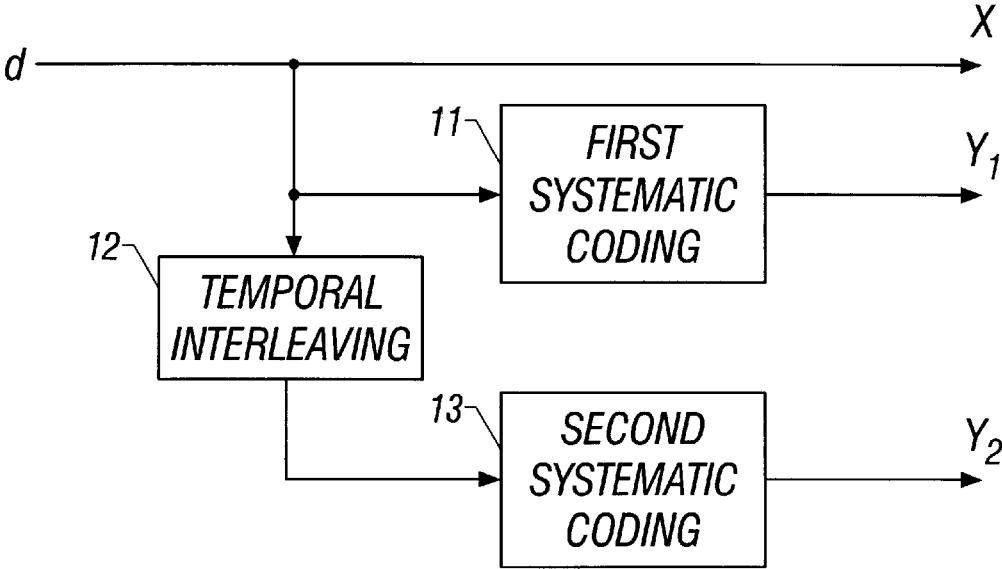 d
X
11
FIRST
SYSTEMATIC
CODING
Y1
12
TEMPORAL
INTERLEAVING
13
SECOND
SYSTEMATIC
CODING
Y2